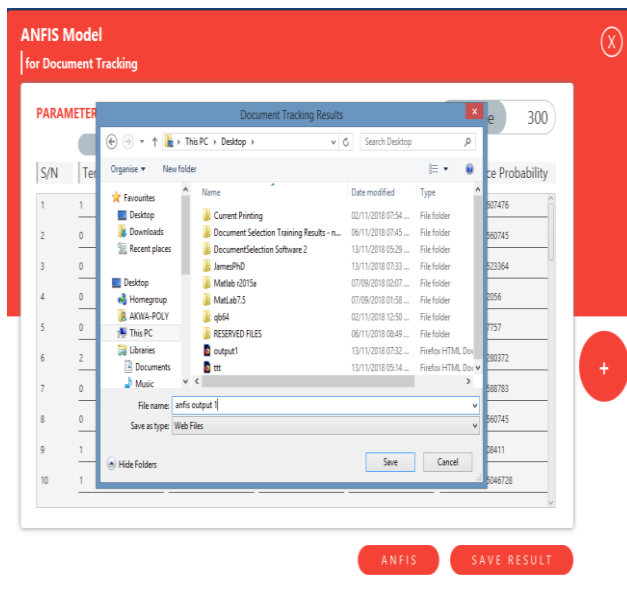 ANFIS Model
(X)
for Document Tracking
PARAMETER
300
Document Tracking Results
x
This PC › Desktop ›
Search Desktop
Organise
New folder
S/N
Ter
ce Probability
Favourites
Desktop
Downloads
Recent places
Desktop
Homegroup
AKWA-POLY
This PC
Libraries
Documents
Music
Name Date modified Type
Current Printing 02/11/2018 07:54 ... File folder
Document Selection Training Results - n... 06/11/2018 07:45 ... File folder
DocumentSelection Software 2 13/11/2018 05:29 ... File folder
JamesPhD 13/11/2018 07:33 ... File folder
Matlab r2015a 07/09/2018 02:07 ... File folder
MatLab7.5 07/09/2018 01:58 ... File folder
qb64 02/11/2018 12:50 ... File folder
RESERVED FILES 06/11/2018 08:49 ... File folder
output1 13/11/2018 07:32 ... Firefox HTML Doc
ttt 13/11/2018 05:14 ... Firefox HTML Doc
File name: anfis output 1
Save as type: Web Files
Hide Folders
Save
Cancel
1 1 607476
2 0 560745
3 0 523364
4 0 2056
5 0 7757
6 2 280372
7 0 588783
8 0 560745
9 1 08411
10 1 5046728
+
ANFIS
SAVE RESULT